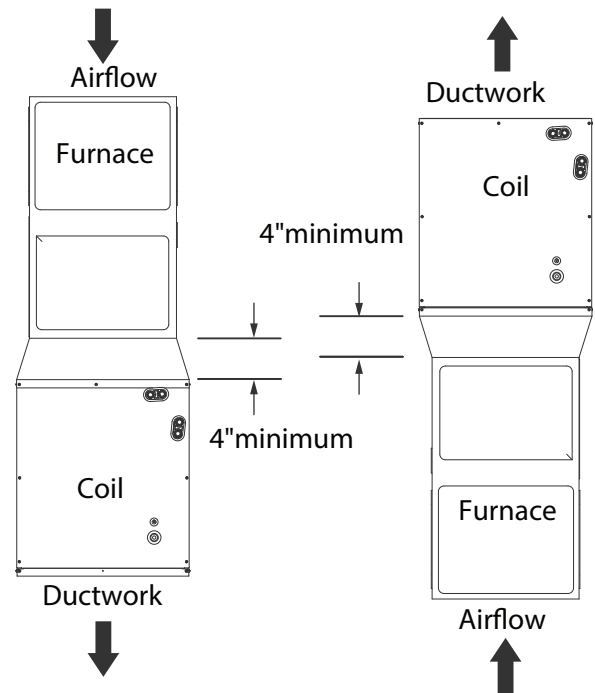 Airflow
Furnace
4"minimum
Coil
Ductwork
Ductwork
Coil
4"minimum
Furnace
Airflow